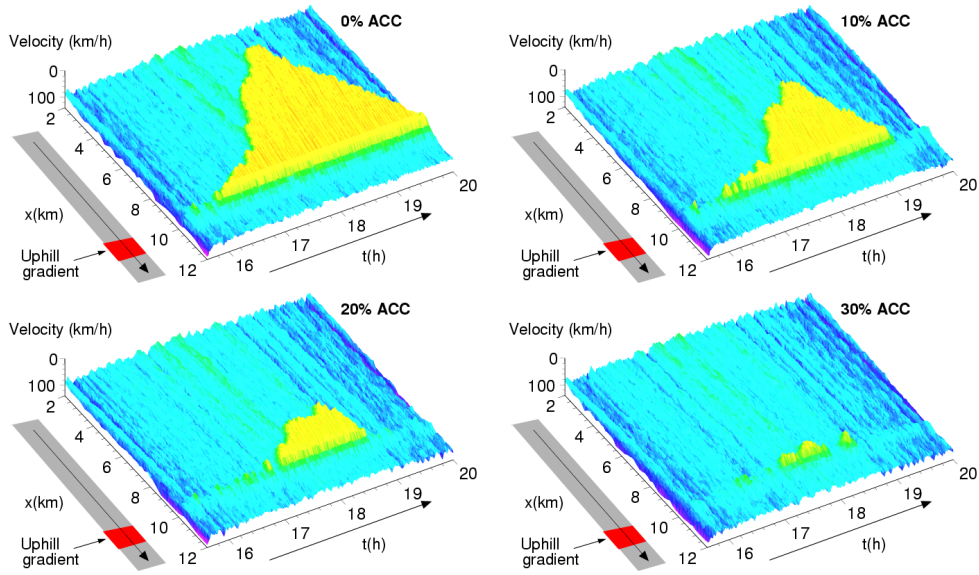 0% ACC
Velocity (km/h)
0
100
2
4
6
8
10
12
x(km)
Uphill
gradient
16
17
18
19
20
t(h)
10% ACC
Velocity (km/h)
0
100
2
4
6
8
10
12
x(km)
Uphill
gradient
16
17
18
19
20
t(h)
20% ACC
Velocity (km/h)
0
100
2
4
6
8
10
12
x(km)
Uphill
gradient
16
17
18
19
20
t(h)
30% ACC
Velocity (km/h)
0
100
2
4
6
8
10
12
x(km)
Uphill
gradient
16
17
18
19
20
t(h)